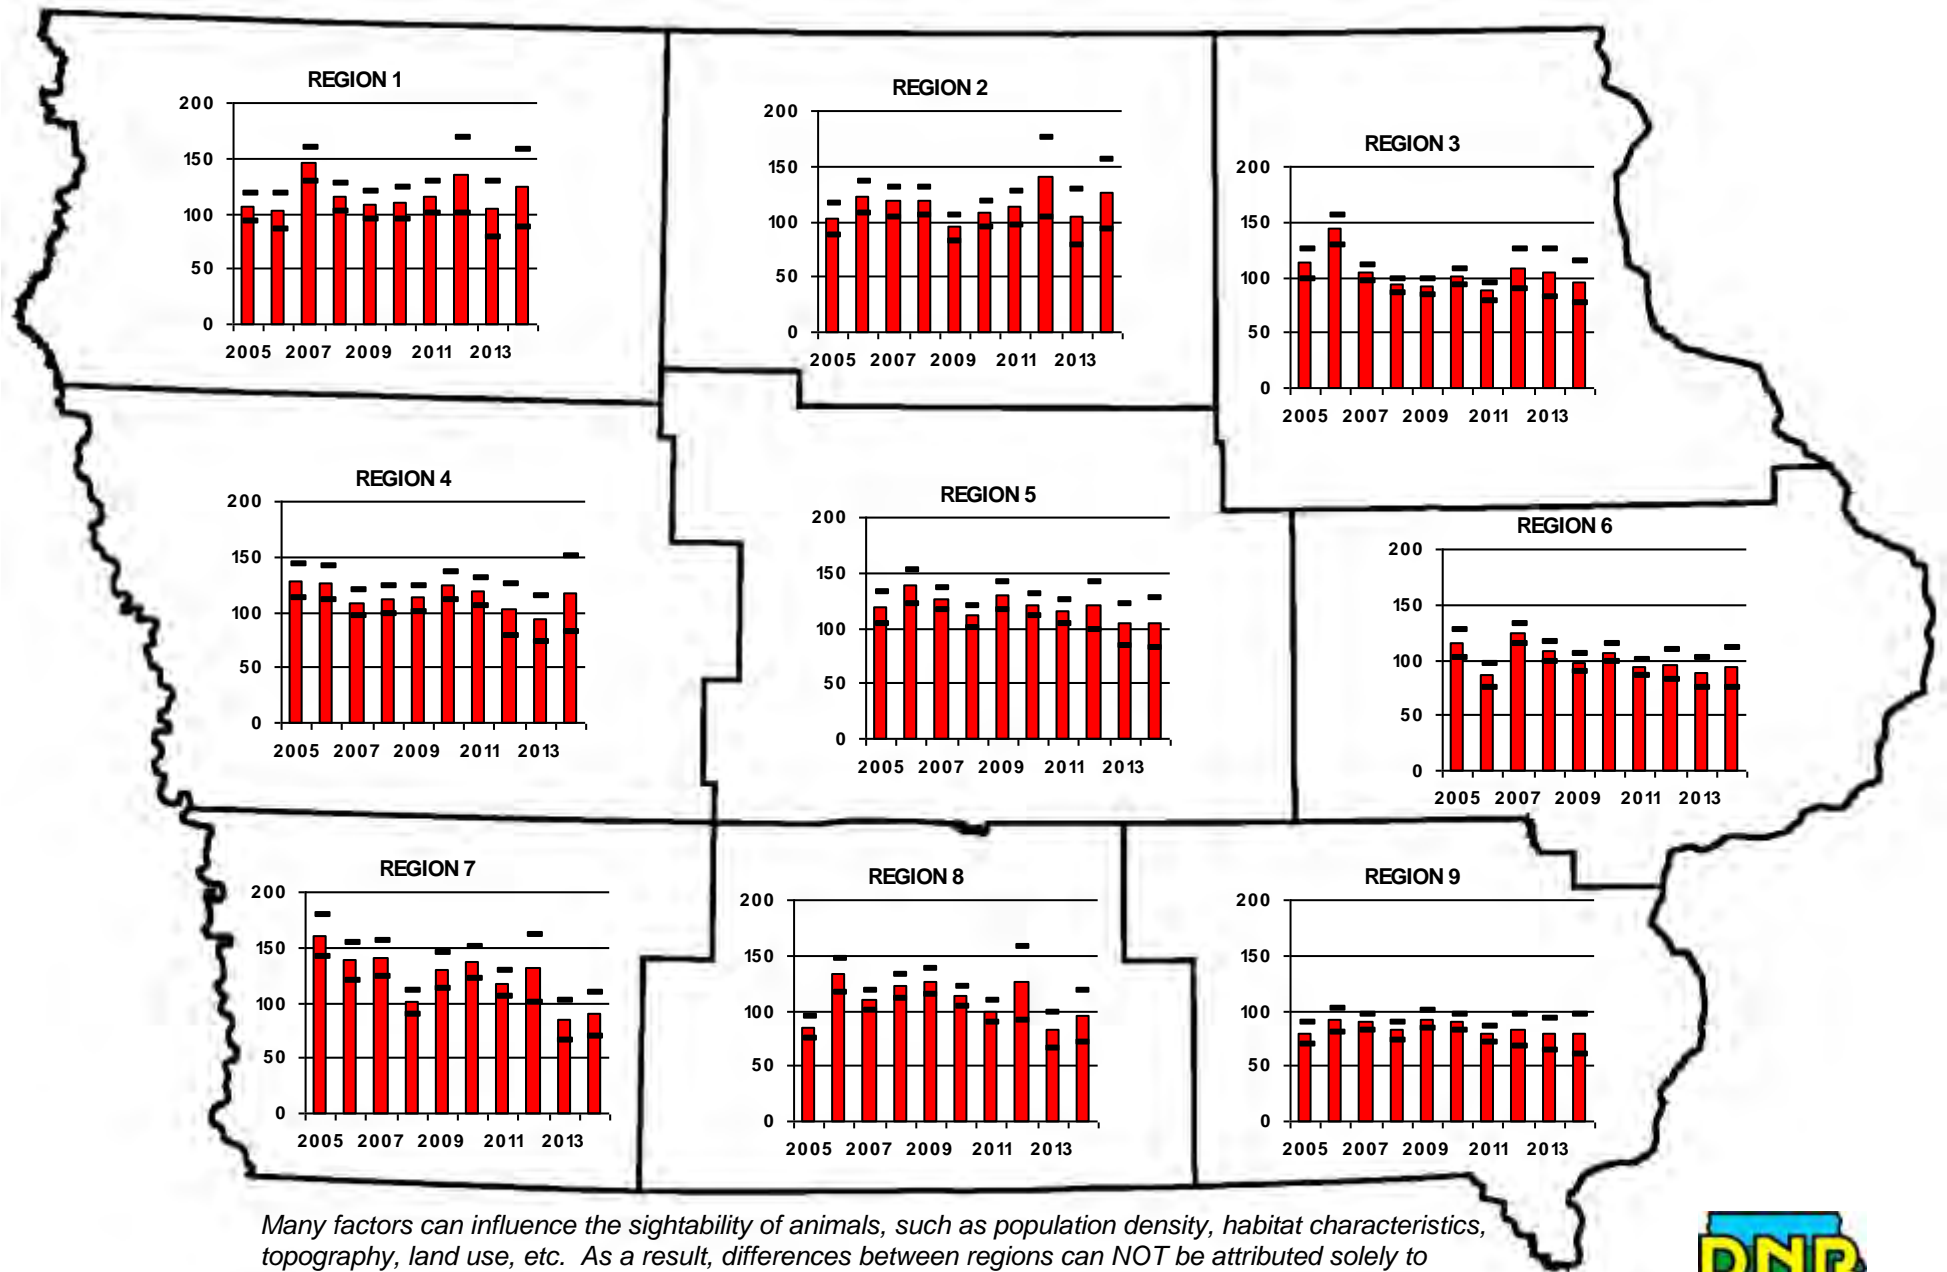 REGION 1
200
150
100
50
0
2005 2007 2009 2011 2013
REGION 2
200
150
100
50
0
2005 2007 2009 2011 2013
REGION 3
200
150
100
50
0
2005 2007 2009 2011 2013
REGION 4
200
150
100
50
0
2005 2007 2009 2011 2013
REGION 5
200
150
100
50
0
2005 2007 2009 2011 2013
REGION 6
200
150
100
50
0
2005 2007 2009 2011 2013
REGION 7
200
150
100
50
0
2005 2007 2009 2011 2013
REGION 8
200
150
100
50
0
2005 2007 2009 2011 2013
REGION 9
200
150
100
50
0
2005 2007 2009 2011 2013
Many factors can influence the sightability of animals, such as population density, habitat characteristics,
topography, land use, etc. As a result, differences between regions can NOT be attributed solely to
DNR